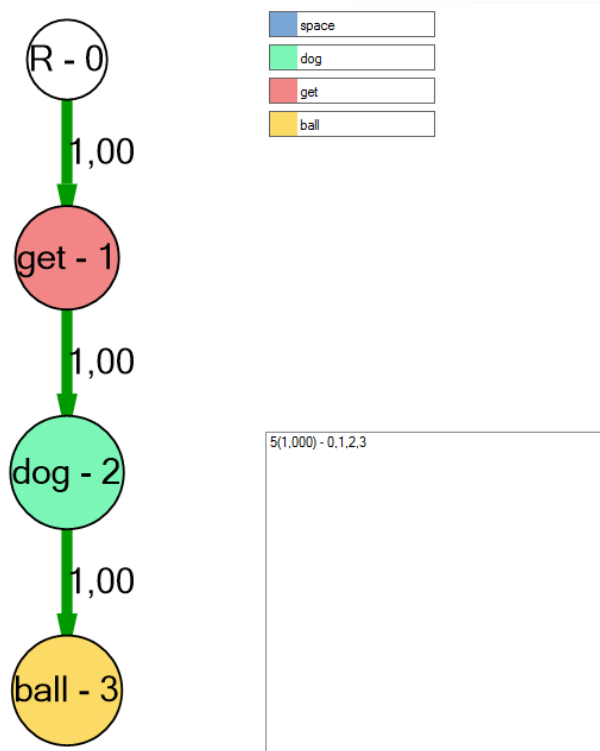 R - 0
1,00
get - 1
1,00
dog - 2
1,00
ball - 3
space
dog
get
ball
5(1,000) - 0,1,2,3